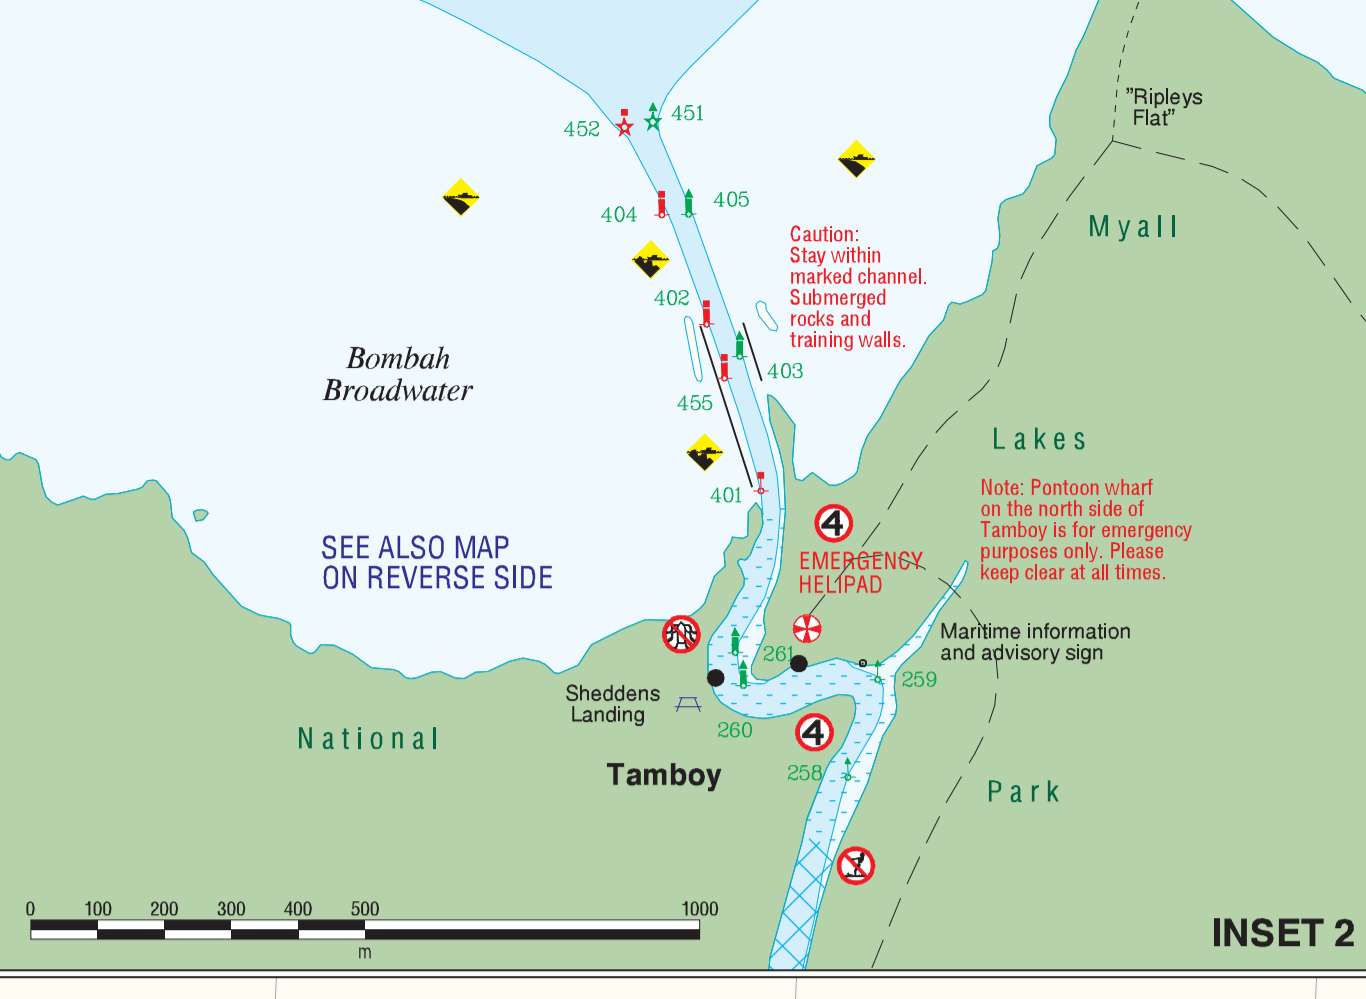 "Ripleys
Flat"
451
452
405
404
Myall
Caution:
Stay within
marked channel.
Submerged
rocks and
training walls.
402
Bombah
Broadwater
403
455
Lakes
401
Note: Pontoon wharf
on the north side of
Tamboy is for emergency
purposes only. Please
keep clear at all times.
4
SEE ALSO MAP
ON REVERSE SIDE
EMERGENCY
HELIPAD
Maritime information
and advisory sign
261
259
Sheddens
Landing
260
4
National
Tamboy
258
Park
0 100 200 300 400 500 1000
m
INSET 2